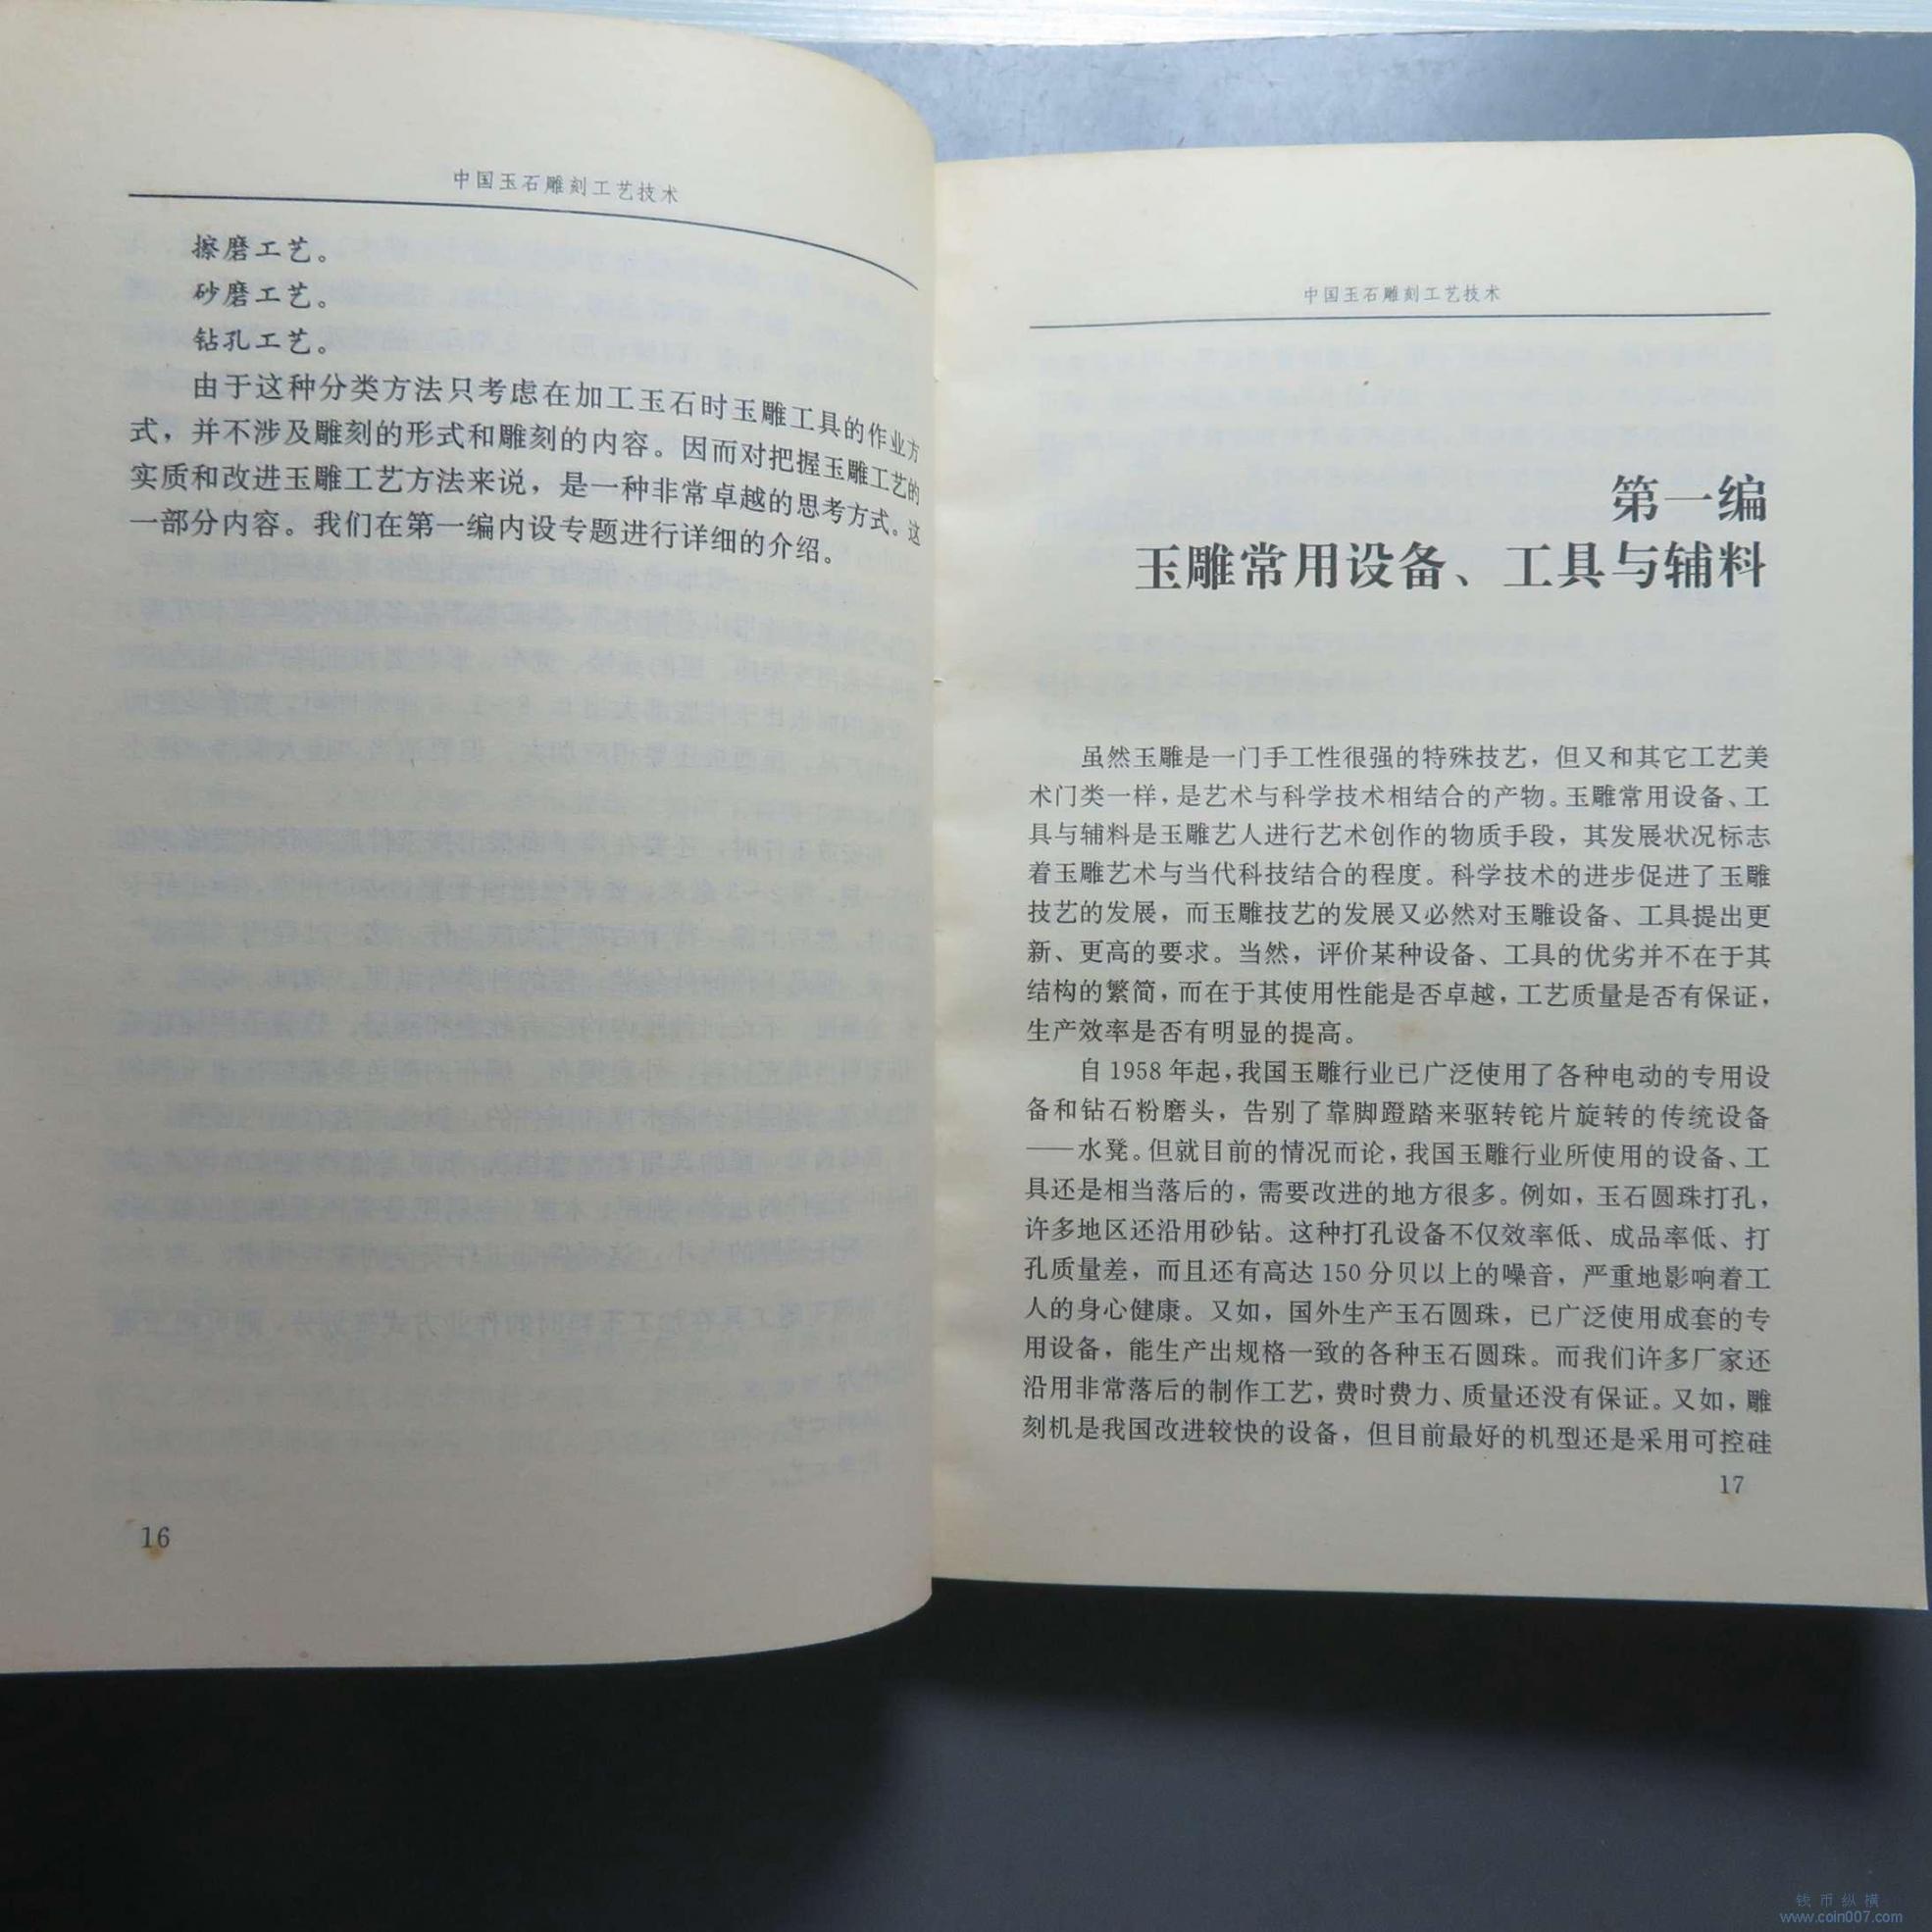 中国玉石雕刻工艺技术
擦磨工艺。
砂磨工艺。
钻孔工艺。
由于这种分类方法只考虑在加工玉石时玉雕工具的作业方
式，并不涉及雕刻的形式和雕刻的内容。因而对把握玉雕工艺的
实质和改进玉雕工艺方法来说，是一种非常卓越的思考方式。这
一部分内容。我们在第一编内设专题进行详细的介绍。
16
中国玉石雕刻工艺技术
第一编
玉雕常用设备、工具与辅料
虽然玉雕是一门手工性很强的特殊技艺，但又和其它工艺美
术门类一样，是艺术与科学技术相结合的产物。玉雕常用设备、工
具与辅料是玉雕艺人进行艺术创作的物质手段，其发展状况标志
着玉雕艺术与当代科技结合的程度。科学技术的进步促进了玉雕
技艺的发展，而玉雕技艺的发展又必然对玉雕设备、工具提出更
新、更高的要求。当然，评价某种设备、工具的优劣并不在于其
结构的繁简，而在于其使用性能是否卓越，工艺质量是否有保证，
生产效率是否有明显的提高。
自1958年起，我国玉雕行业已广泛使用了各种电动的专用设
备和钻石粉磨头，告别了靠脚蹬踏来驱转铊片旋转的传统设备
——水凳。但就目前的情况而论，我国玉雕行业所使用的设备、工
具还是相当落后的，需要改进的地方很多。例如，玉石圆珠打孔，
许多地区还沿用砂钻。这种打孔设备不仅效率低、成品率低、打
孔质量差，而且还有高达150分贝以上的噪音，严重地影响着工
人的身心健康。又如，国外生产玉石圆珠，已广泛使用成套的专
用设备，能生产出规格一致的各种玉石圆珠。而我们许多厂家还
沿用非常落后的制作工艺，费时费力、质量还没有保证。又如，雕
刻机是我国改进较快的设备，但目前最好的机型还是采用可控硅
17
钱币纵横
www.coin007.com